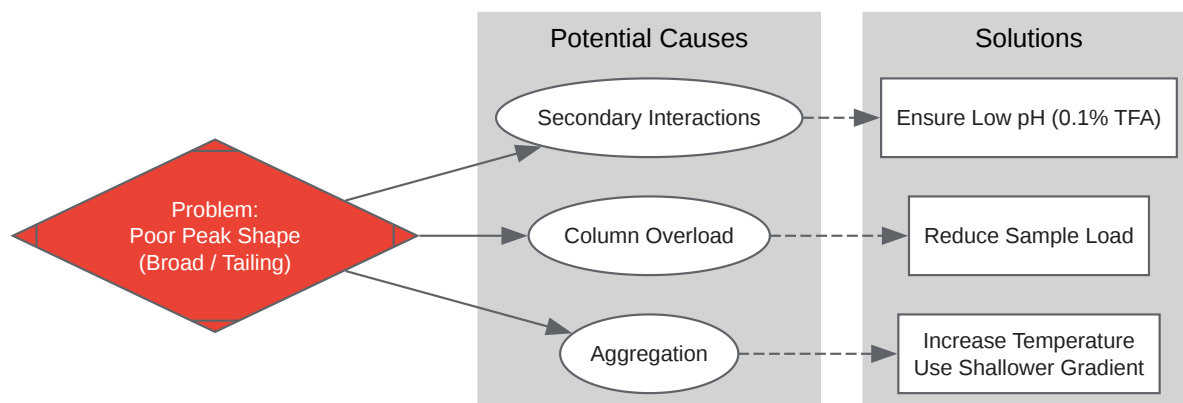 Potential Causes
Solutions
Secondary Interactions
Ensure Low pH (0.1% TFA)
Problem:
Poor Peak Shape
(Broad / Tailing)
Column Overload
Reduce Sample Load
Aggregation
Increase Temperature
Use Shallower Gradient